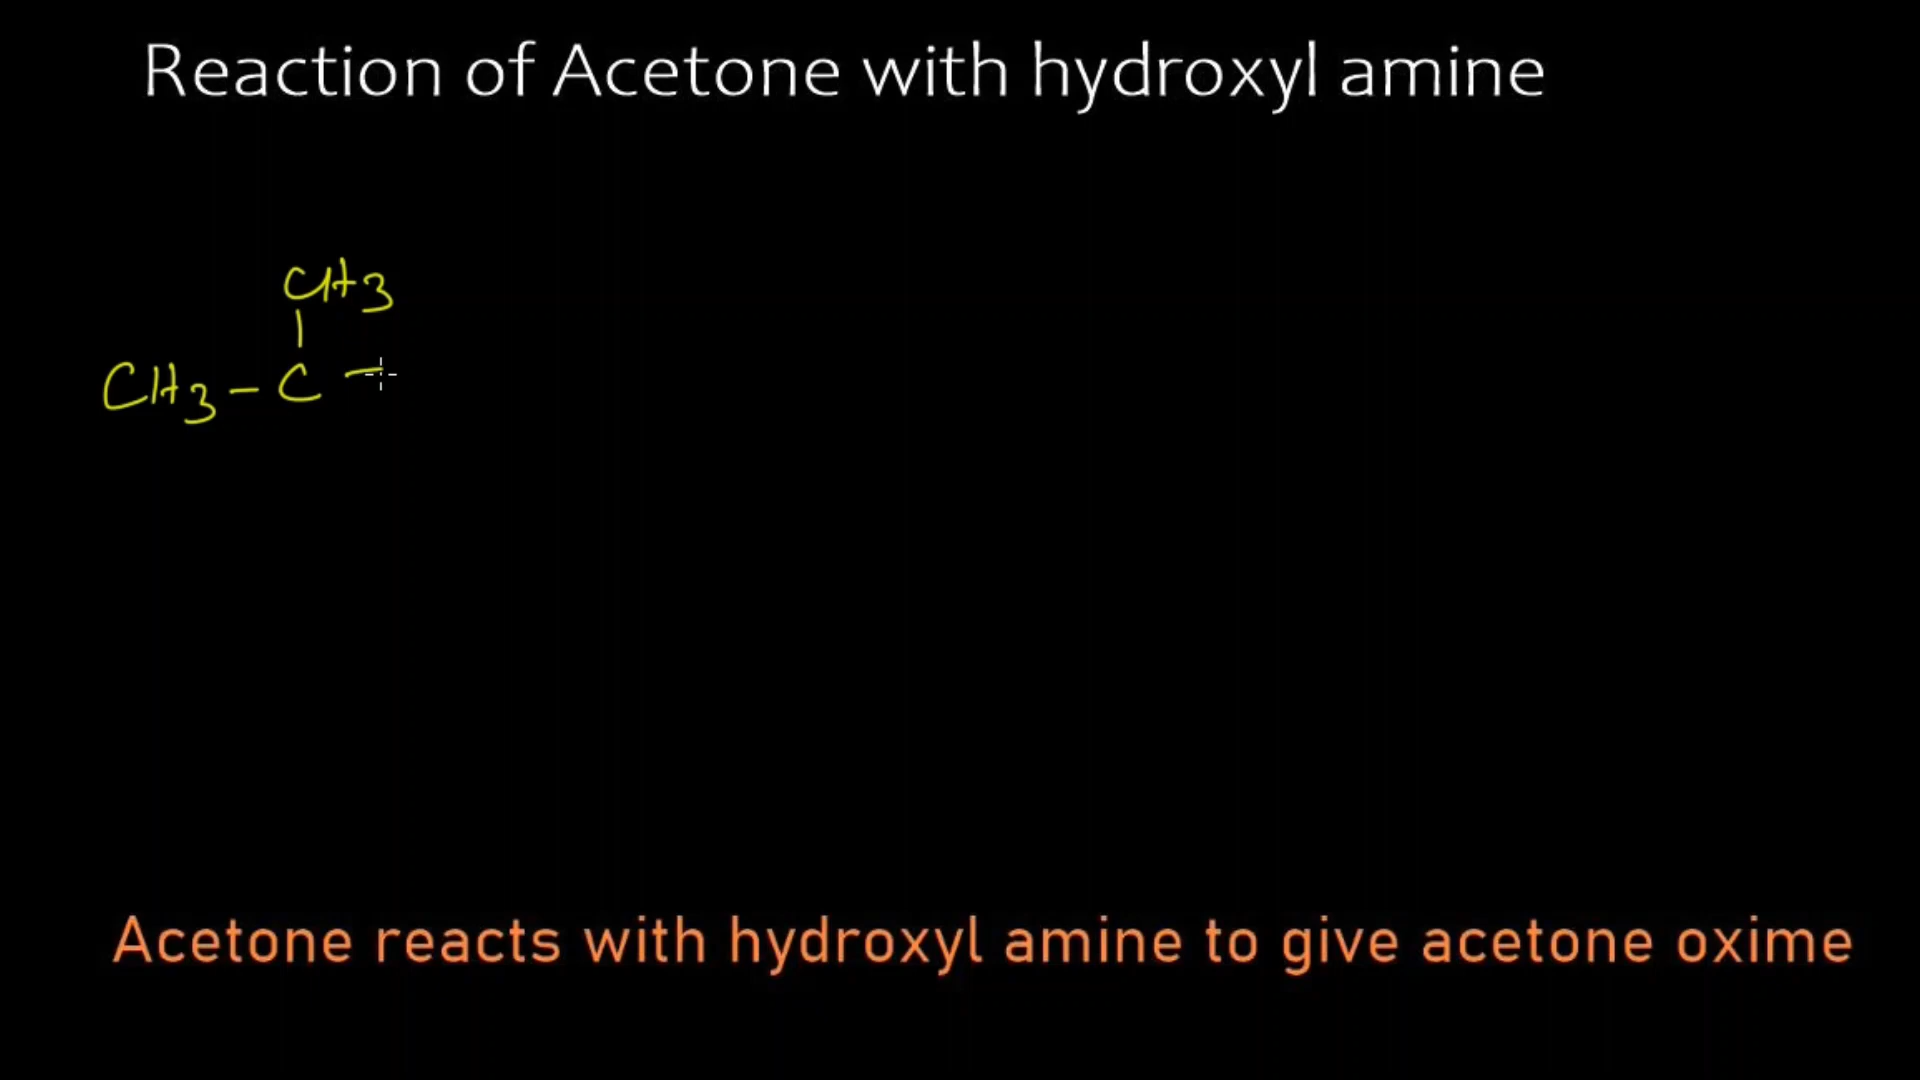 Reaction of Acetone with hydroxyl amine
CH3
CH3 - C -
Acetone reacts with hydroxyl amine to give acetone oxime